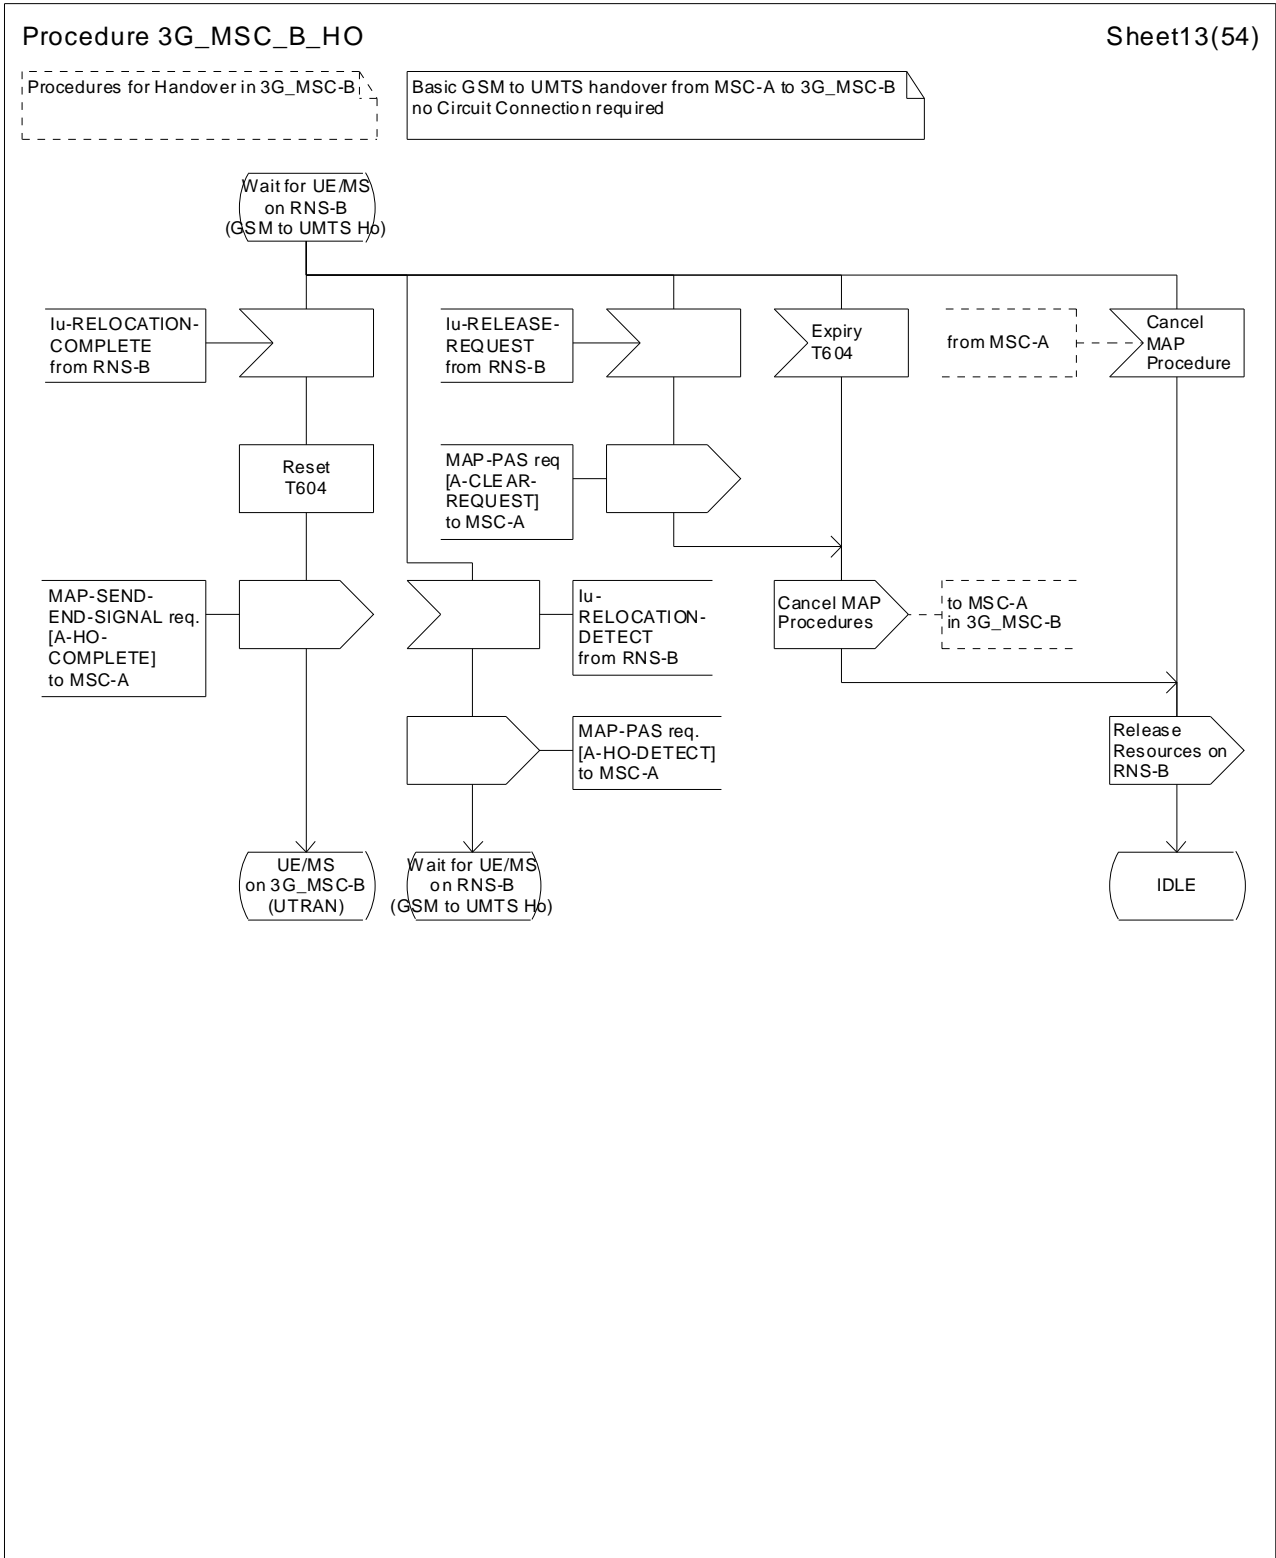 Procedure 3G_MSC_B_HO
Sheet13(54)
Procedures for Handover in 3G_MSC-B
Basic GSM to UMTS handover from MSC-A to 3G_MSC-B
no Circuit Connection required
Wait for UE/MS
on RNS-B
(GSM to UMTS Ho)
Iu-RELOCATION-
COMPLETE
from RNS-B
Iu-RELEASE-
REQUEST
from RNS-B
Expiry
T604
from MSC-A
Cancel
MAP
Procedure
Reset
T604
MAP-PAS req
[A-CLEAR-
REQUEST]
to MSC-A
MAP-SEND-
END-SIGNAL req.
[A-HO-
COMPLETE]
to MSC-A
Iu-
RELOCATION-
DETECT
from RNS-B
Cancel MAP
Procedures
to MSC-A
in 3G_MSC-B
MAP-PAS req.
[A-HO-DETECT]
to MSC-A
Release
Resources on
RNS-B
UE/MS
on 3G_MSC-B
(UTRAN)
Wait for UE/MS
on RNS-B
(GSM to UMTS Ho)
IDLE